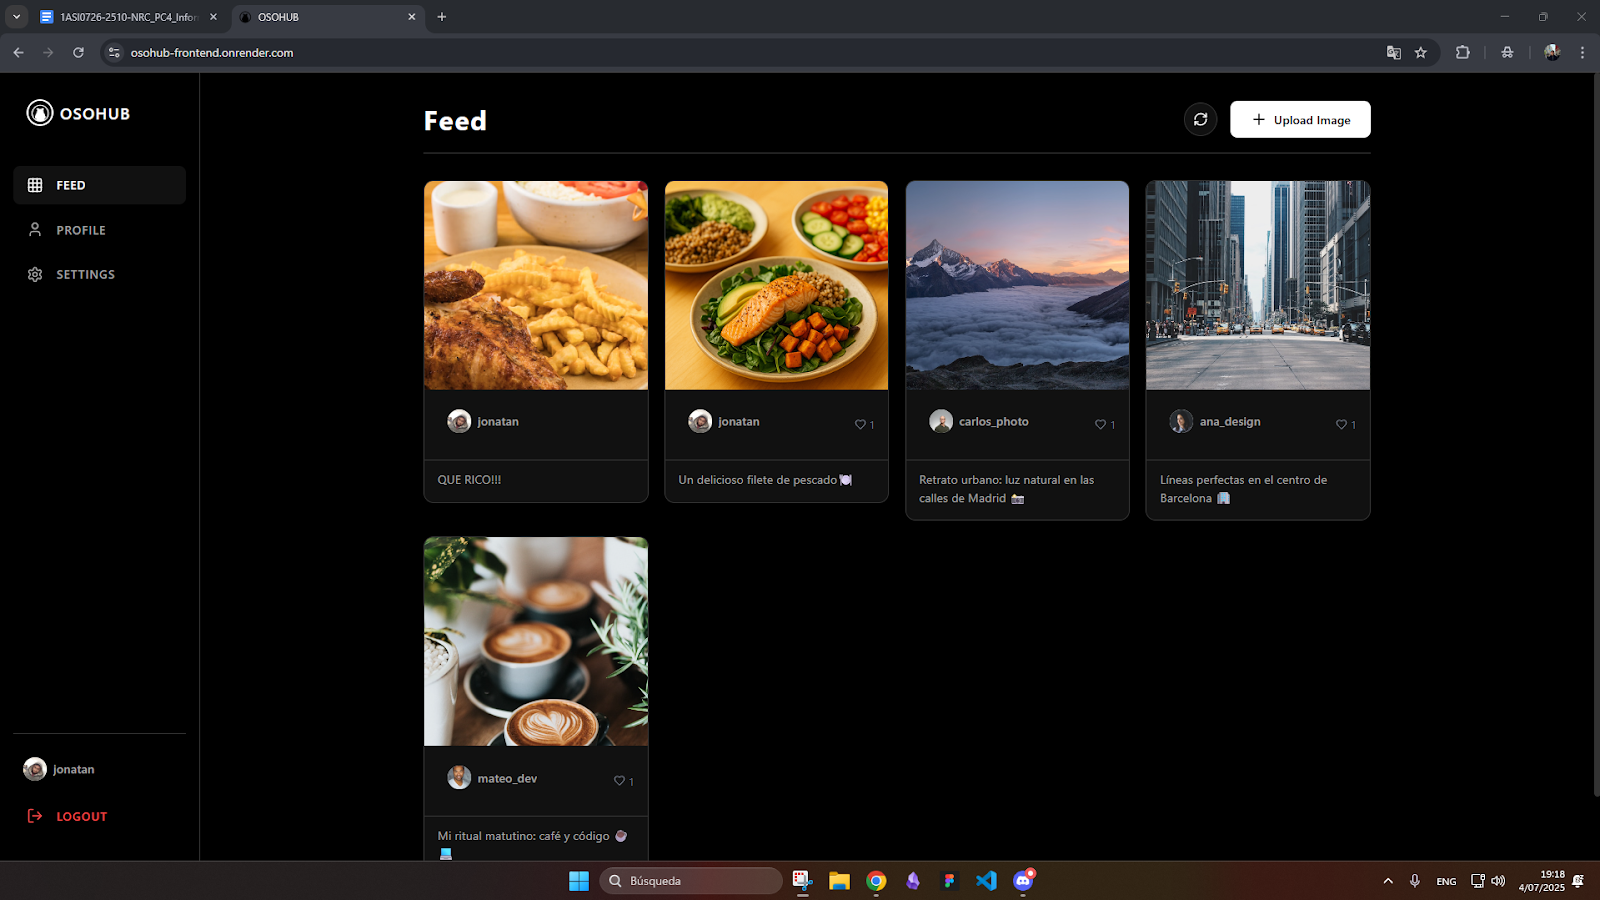 1ASI0726-2510-NRC_PC4_Infor
OSOHUB
osohub-frontend.onrender.com
OSOHUB
FEED
PROFILE
SETTINGS
jonatan
LOGOUT
Feed
Upload Image
jonatan
QUE RICO!!!
jonatan
1
Un delicioso filete de pescado🍽️
carlos_photo
1
Retrato urbano: luz natural en las
calles de Madrid 📷
ana_design
1
Líneas perfectas en el centro de
Barcelona 🏢
mateo_dev
1
Mi ritual matutino: café y código ☕
💻
Búsqueda
ENG
19:18
4/07/2025